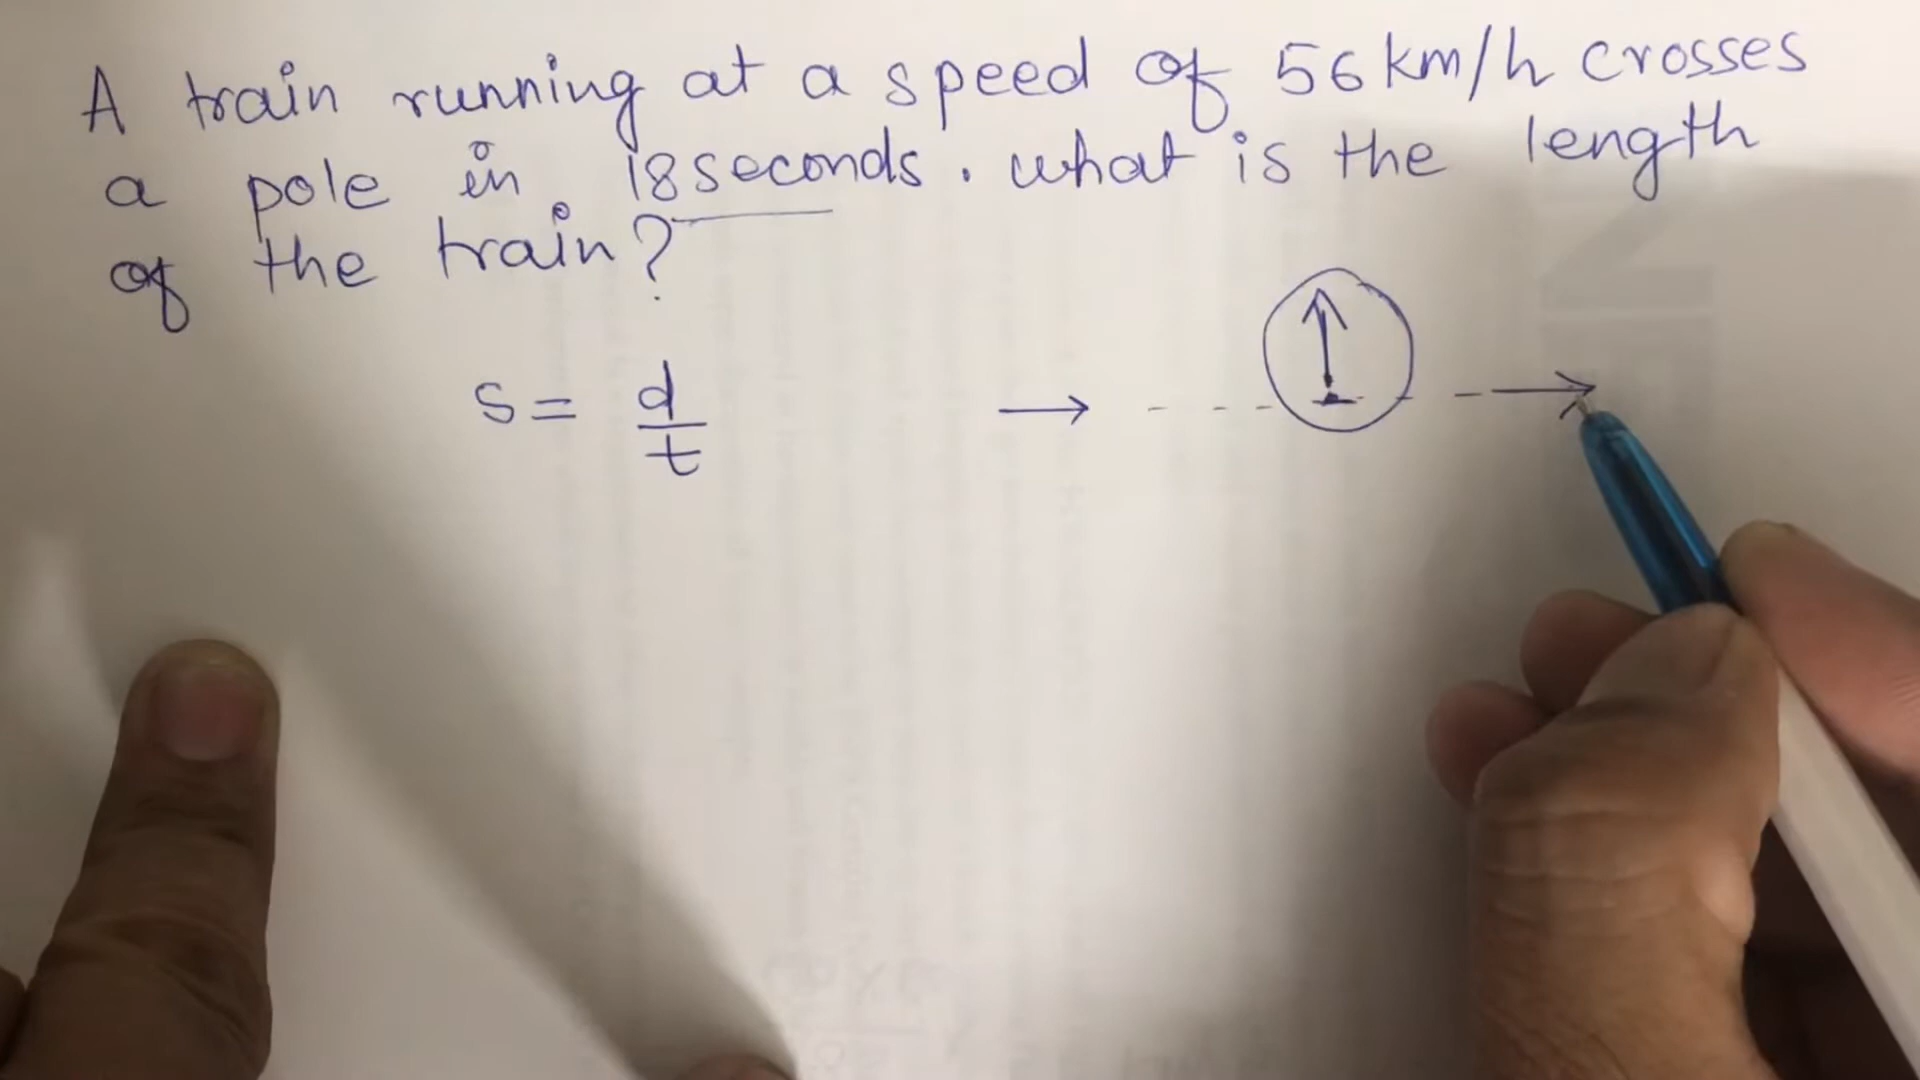 A train running at a speed of 56 km/h crosses
a pole in 18 seconds. what is the length
of the train?
s = d/t